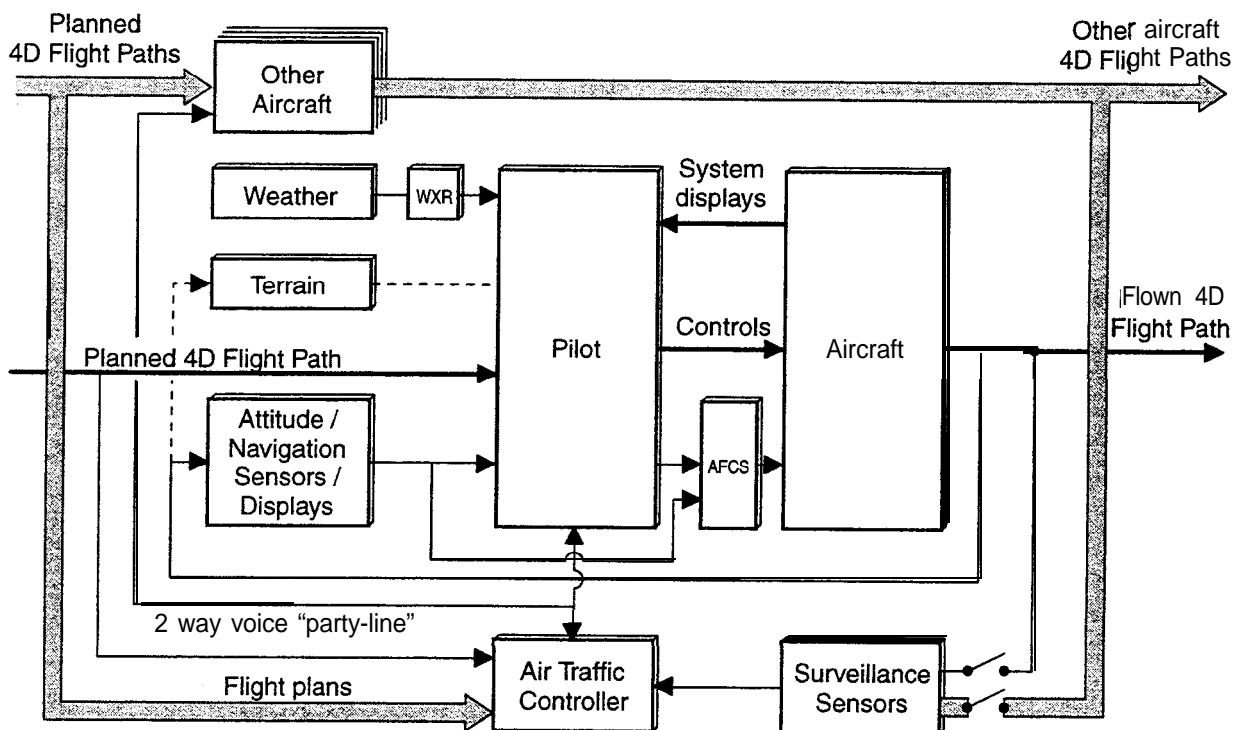 Planned
4D Flight Paths
Other aircraft
4D Flight Paths
Other
Aircraft
Weather
WXR
System
displays
Terrain
Flown 4D
Flight Path
Controls
Pilot
Aircraft
Planned 4D Flight Path
Attitude /
Navigation
Sensors /
Displays
AFCS
2 way voice “party-line”
Air Traffic
Controller
Surveillance
Sensors
Flight plans